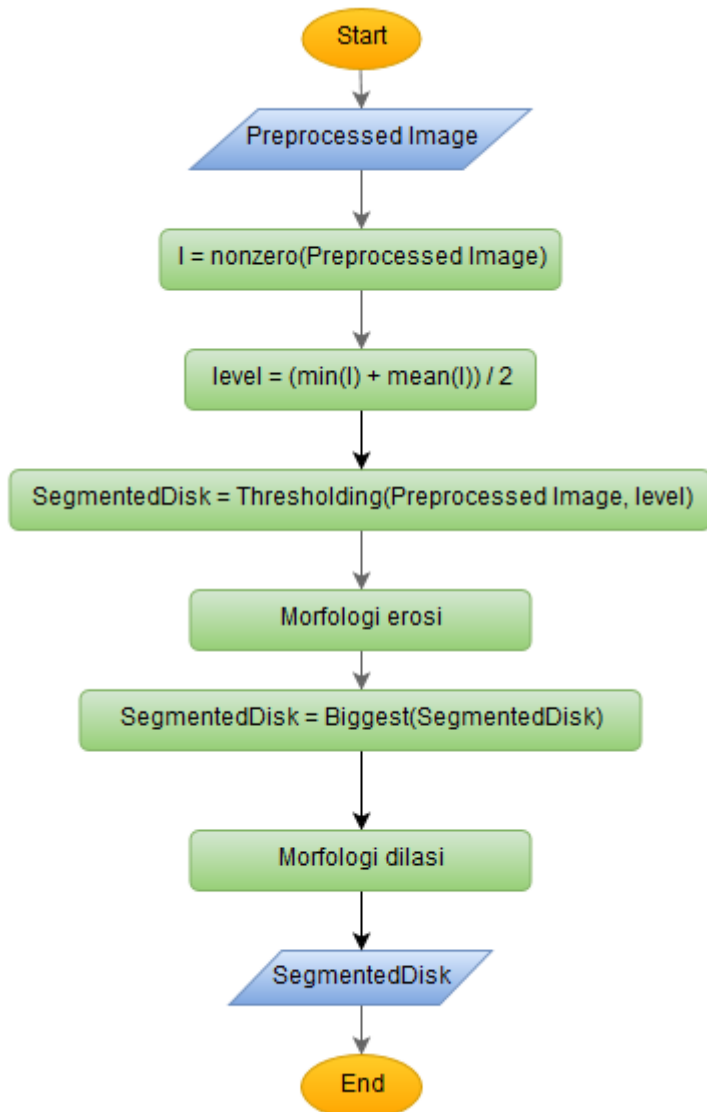 Start
Preprocessed Image
I = nonzero(Preprocessed Image)
level = (min(I) + mean(I)) / 2
SegmentedDisk = Thresholding(Preprocessed Image, level)
Morfologi erosi
SegmentedDisk = Biggest(SegmentedDisk)
Morfologi dilasi
SegmentedDisk
End